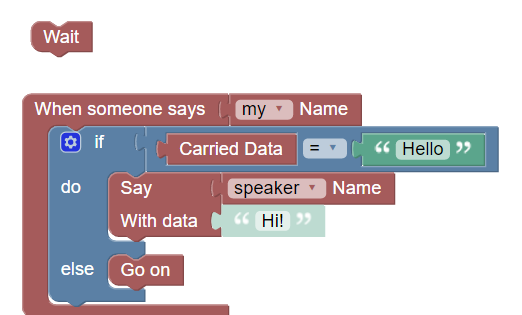 Wait
When someone says my Name
if Carried Data = “ Hello ”
do Say speaker Name
With data “ Hi! ”
else Go on